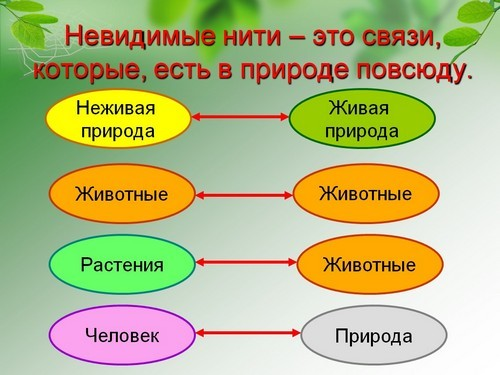 Невидимые нити – это связи,
которые, есть в природе повсюду.
Неживая
природа
Живая
природа
Животные
Животные
Растения
Животные
Человек
Природа